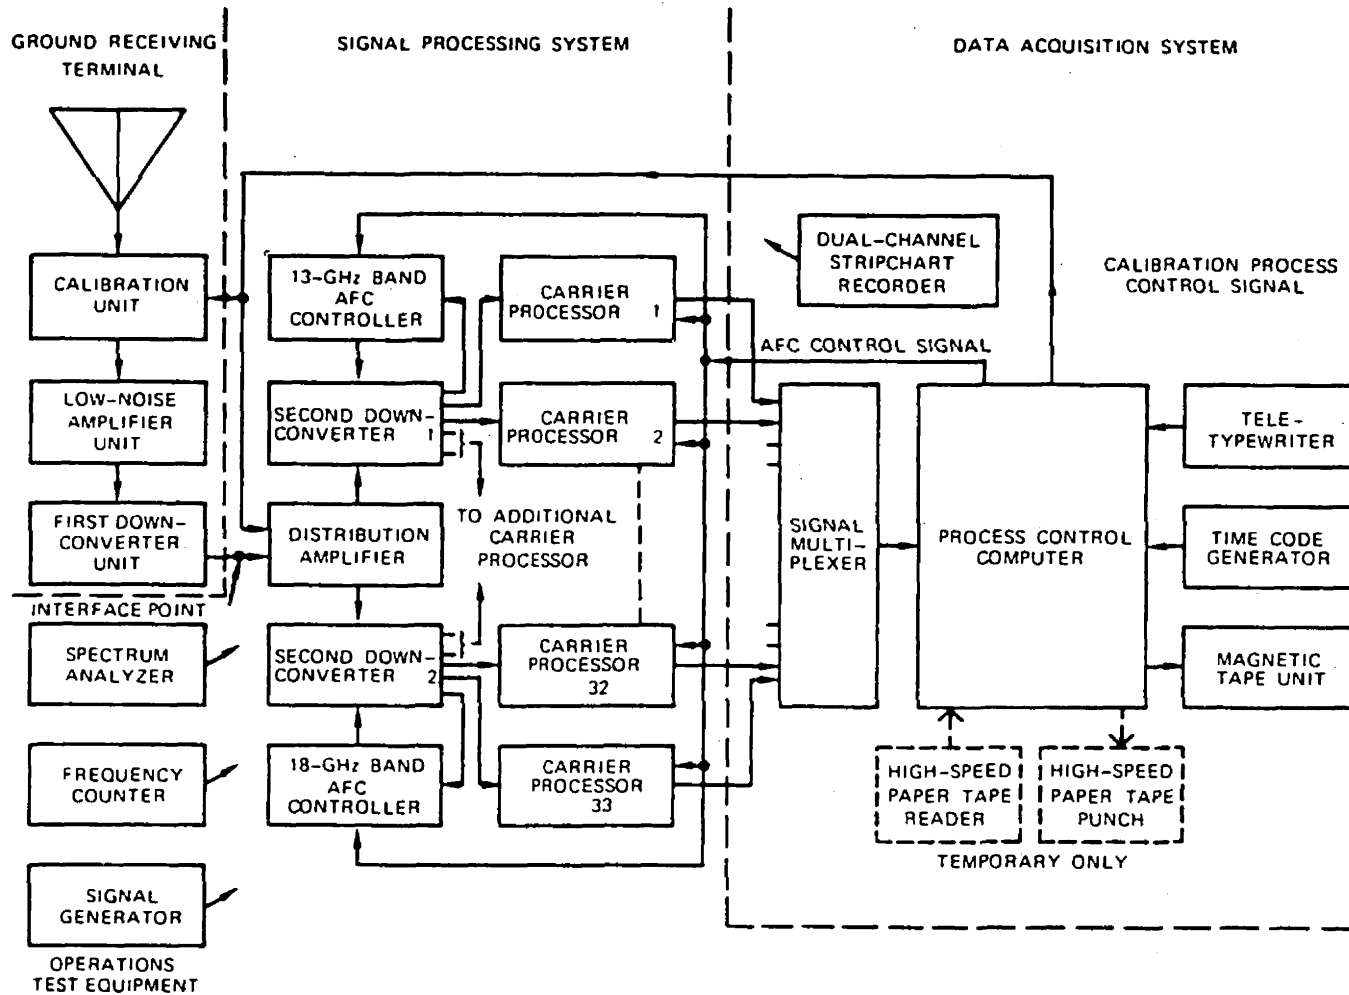 GROUND RECEIVING
TERMINAL
SIGNAL PROCESSING SYSTEM
DATA ACQUISITION SYSTEM
CALIBRATION
UNIT
LOW-NOISE
AMPLIFIER
UNIT
FIRST DOWN-
CONVERTER
UNIT
INTERFACE POINT
SPECTRUM
ANALYZER
FREQUENCY
COUNTER
SIGNAL
GENERATOR
OPERATIONS
TEST EQUIPMENT
13-GHz BAND
AFC
CONTROLLER
SECOND DOWN-
CONVERTER 1
DISTRIBUTION
AMPLIFIER
SECOND DOWN-
CONVERTER 2
18-GHz BAND
AFC
CONTROLLER
CARRIER
PROCESSOR 1
CARRIER
PROCESSOR 2
TO ADDITIONAL
CARRIER
PROCESSOR
CARRIER
PROCESSOR
32
CARRIER
PROCESSOR
33
DUAL-CHANNEL
STRIPCHART
RECORDER
CALIBRATION PROCESS
CONTROL SIGNAL
AFC CONTROL SIGNAL
SIGNAL
MULTI-
PLEXER
PROCESS CONTROL
COMPUTER
TELE-
TYPEWRITER
TIME CODE
GENERATOR
MAGNETIC
TAPE UNIT
HIGH-SPEED
PAPER TAPE
READER
HIGH-SPEED
PAPER TAPE
PUNCH
TEMPORARY ONLY